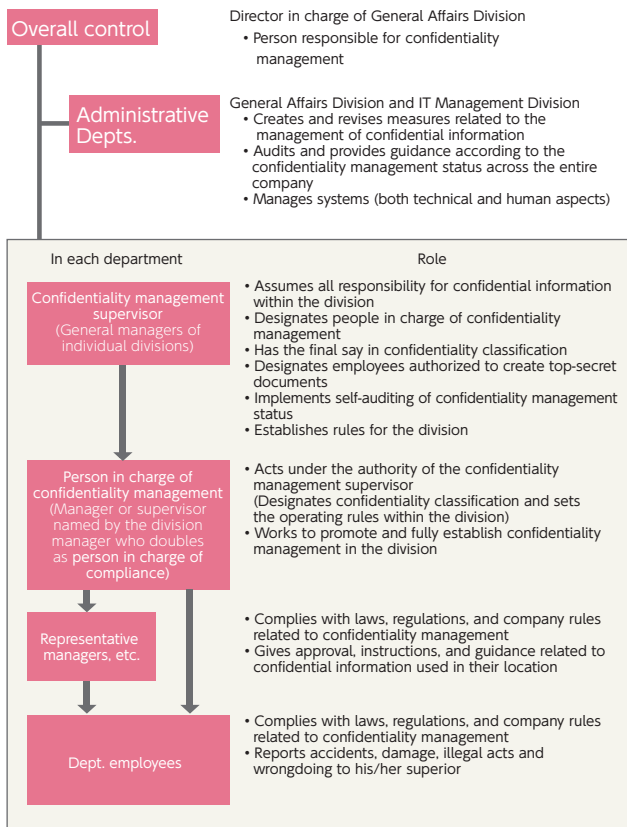 Overall control
Director in charge of General Affairs Division
• Person responsible for confidentiality
management
Administrative
Depts.
General Affairs Division and IT Management Division
• Creates and revises measures related to the
management of confidential information
• Audits and provides guidance according to the
confidentiality management status across the entire
company
• Manages systems (both technical and human aspects)
In each department
Role
Confidentiality management
supervisor
(General managers of
individual divisions)
• Assumes all responsibility for confidential information
within the division
• Designates people in charge of confidentiality
management
• Has the final say in confidentiality classification
• Designates employees authorized to create top-secret
documents
• Implements self-auditing of confidentiality management
status
• Establishes rules for the division
Person in charge of
confidentiality management
(Manager or supervisor
named by the division
manager who doubles
as person in charge of
compliance)
• Acts under the authority of the confidentiality
management supervisor
(Designates confidentiality classification and sets
the operating rules within the division)
• Works to promote and fully establish confidentiality
management in the division
Representative
managers, etc.
• Complies with laws, regulations, and company rules
related to confidentiality management
• Gives approval, instructions, and guidance related to
confidential information used in their location
Dept. employees
• Complies with laws, regulations, and company rules
related to confidentiality management
• Reports accidents, damage, illegal acts and
wrongdoing to his/her superior